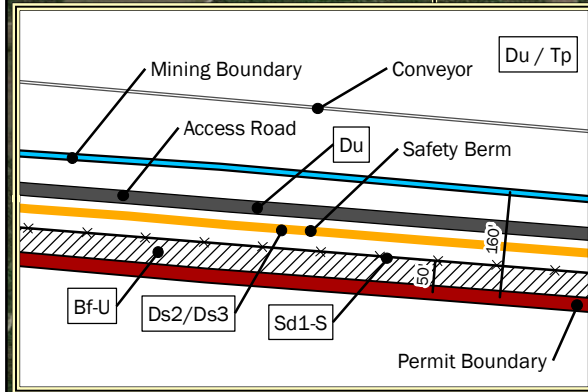 Du / Tp
Mining Boundary
Conveyor
Access Road
Du
Safety Berm
160'
50'
Bf-U
Ds2/Ds3
Sd1-S
Permit Boundary